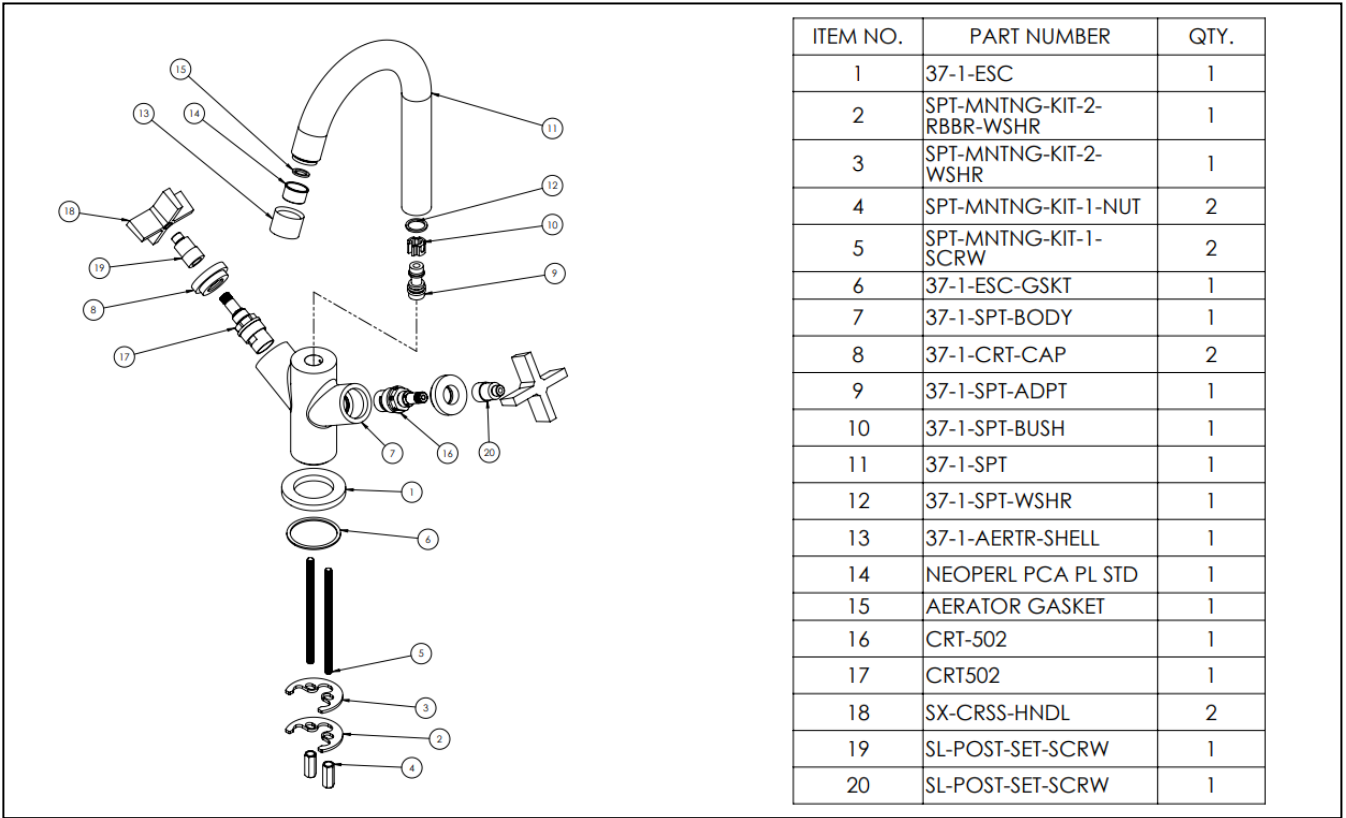 15
13
14
11
12
18
10
19
9
8
17
7
16
20
1
6
5
3
2
4
ITEM NO. PART NUMBER QTY.
1 37-1-ESC 1
2 SPT-MNTNG-KIT-2-
RBBR-WSHR 1
3 SPT-MNTNG-KIT-2-
WSHR 1
4 SPT-MNTNG-KIT-1-NUT 2
5 SPT-MNTNG-KIT-1-
SCRW 2
6 37-1-ESC-GSKT 1
7 37-1-SPT-BODY 1
8 37-1-CRT-CAP 2
9 37-1-SPT-ADPT 1
10 37-1-SPT-BUSH 1
11 37-1-SPT 1
12 37-1-SPT-WSHR 1
13 37-1-AERTR-SHELL 1
14 NEOPERL PCA PL STD 1
15 AERATOR GASKET 1
16 CRT-502 1
17 CRT502 1
18 SX-CRSS-HNDL 2
19 SL-POST-SET-SCRW 1
20 SL-POST-SET-SCRW 1